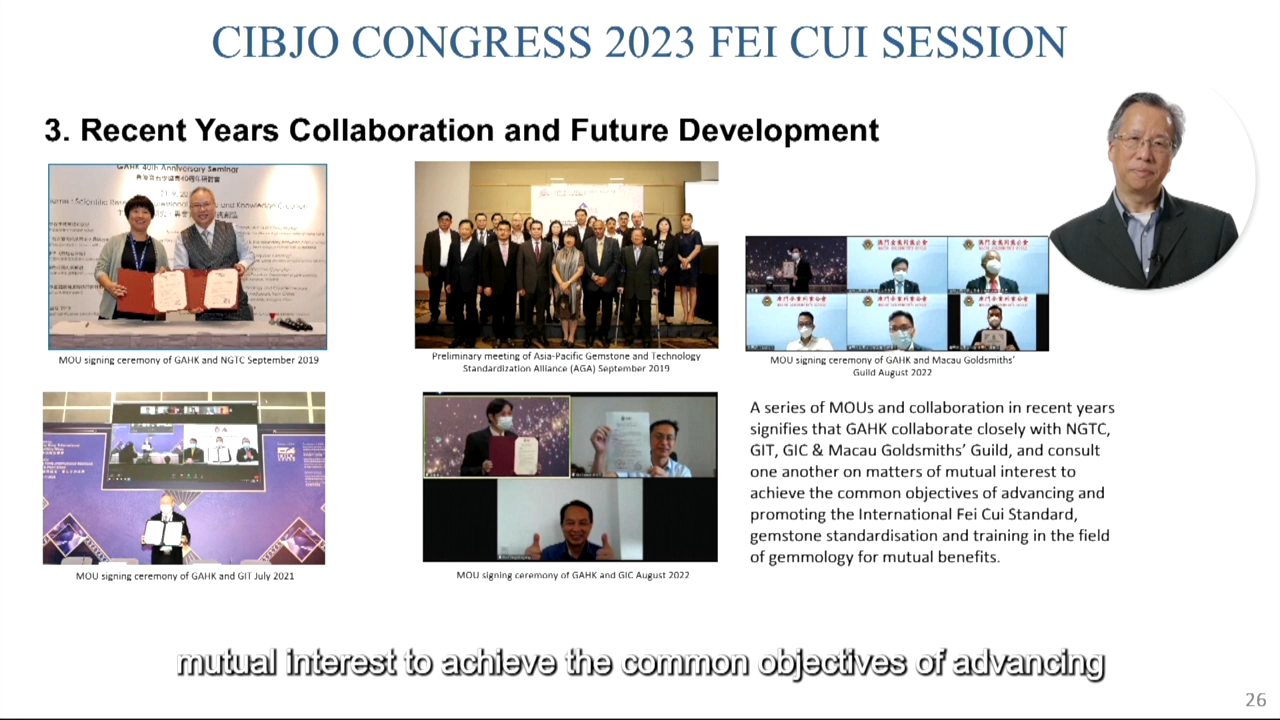 CIBJO CONGRESS 2023 FEI CUI SESSION
3. Recent Years Collaboration and Future Development
GAHK 40th Anniversary Seminar
MOU signing ceremony of GAHK and NGTC September 2019
Preliminary meeting of Asia-Pacific Gemstone and Technology
Standardization Alliance (AGA) September 2019
MOU signing ceremony of GAHK and Macau Goldsmiths'
Guild August 2022
MOU signing ceremony of GAHK and GIT July 2021
MOU signing ceremony of GAHK and GIC August 2022
A series of MOUs and collaboration in recent years
signifies that GAHK collaborate closely with NGTC,
GIT, GIC & Macau Goldsmiths' Guild, and consult
one another on matters of mutual interest to
achieve the common objectives of advancing and
promoting the International Fei Cui Standard,
gemstone standardisation and training in the field
of gemmology for mutual benefits.
mutual interest to achieve the common objectives of advancing
26